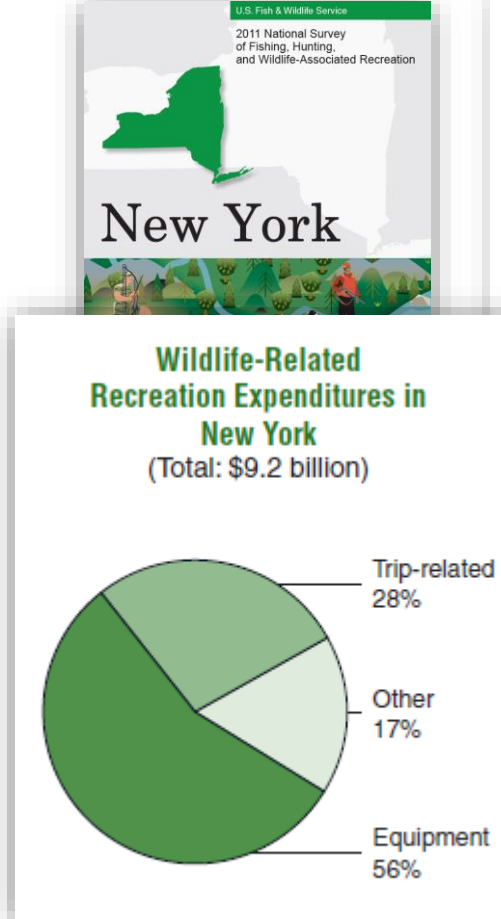 U.S. Fish & Wildlife Service
2011 National Survey
of Fishing, Hunting,
and Wildlife-Associated Recreation
New York
Wildlife-Related
Recreation Expenditures in
New York
(Total: $9.2 billion)
Trip-related
28%
Other
17%
Equipment
56%